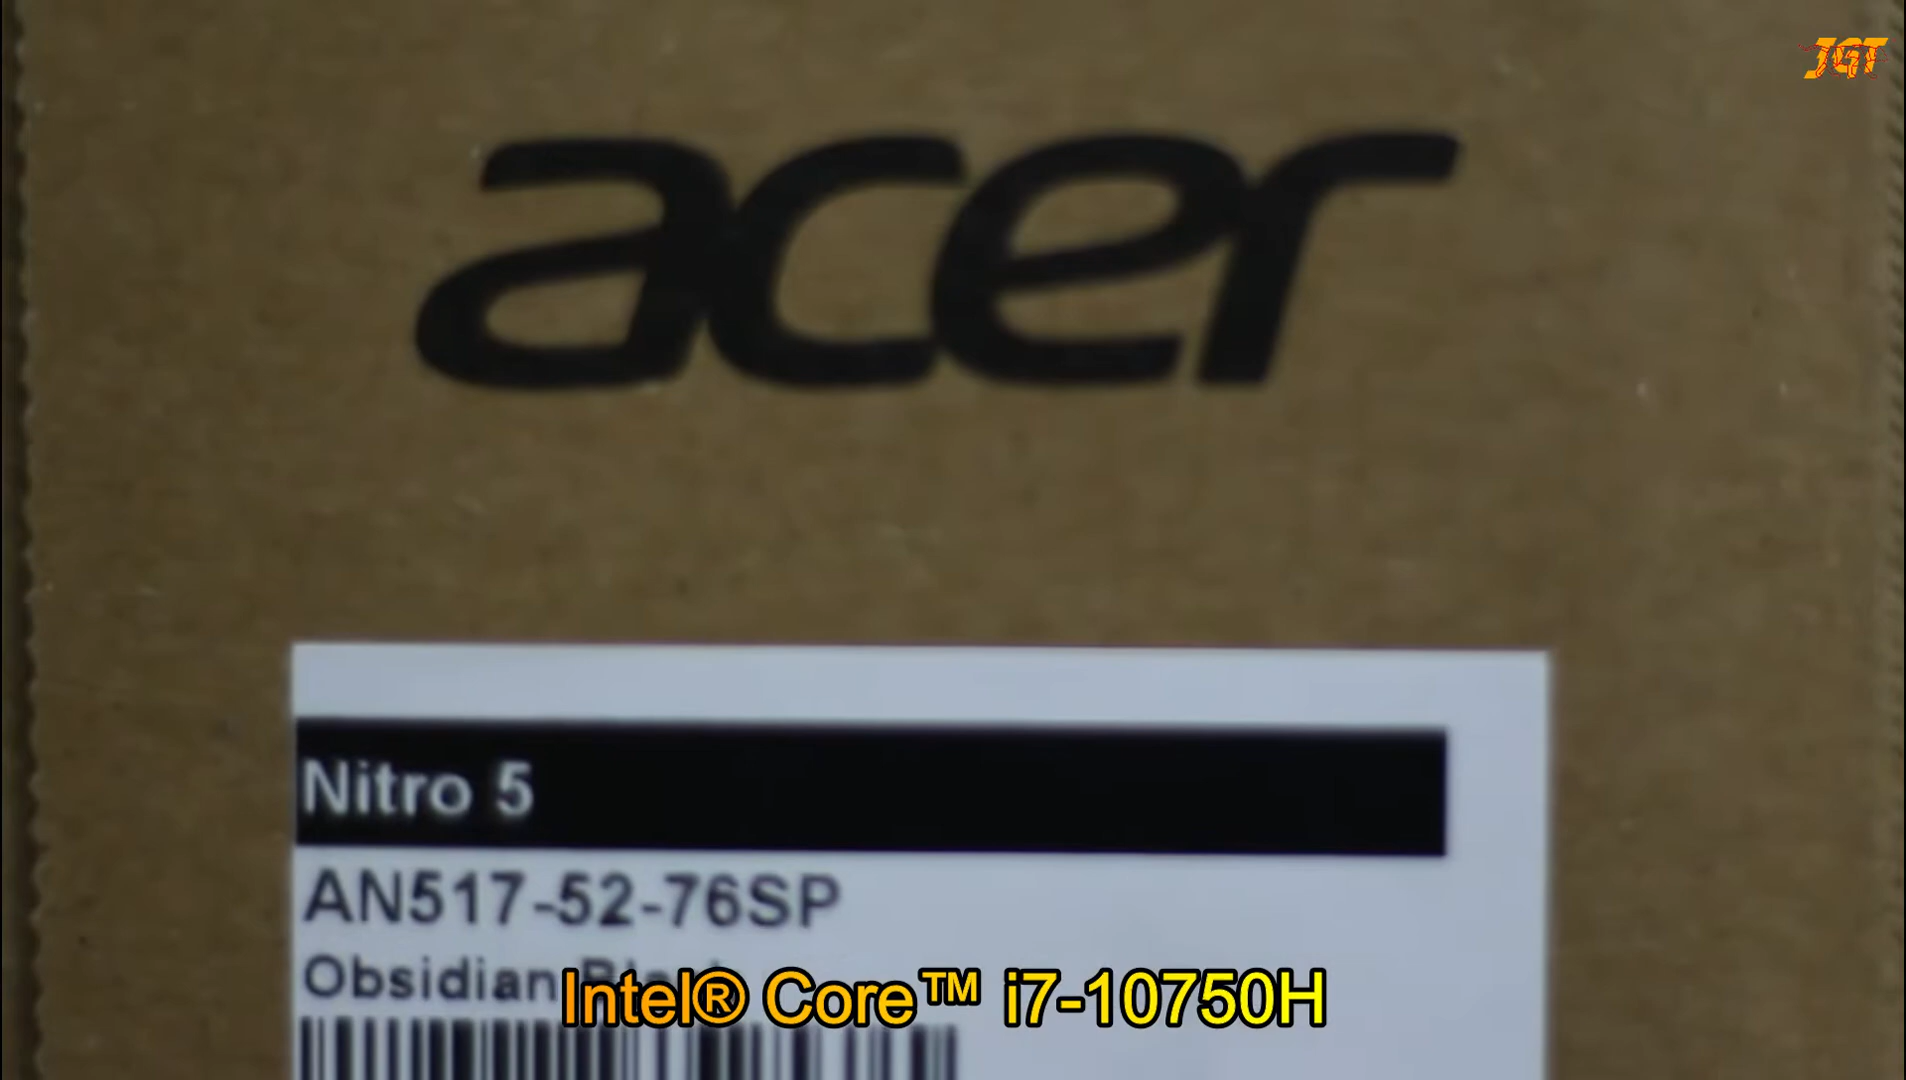 JGT
acer
Nitro 5
AN517-52-76SP
Obsidian
Intel® Core™ i7-10750H